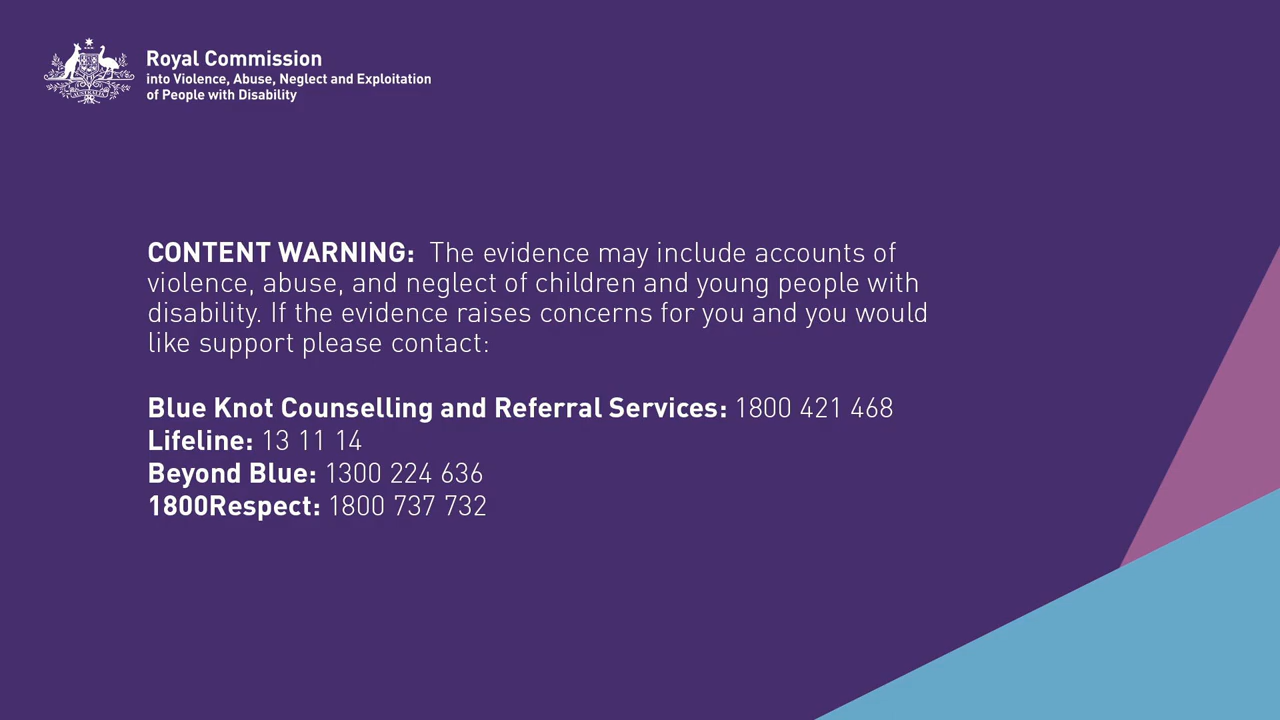 Royal Commission
into Violence, Abuse, Neglect and Exploitation
of People with Disability
CONTENT WARNING: The evidence may include accounts of
violence, abuse, and neglect of children and young people with
disability. If the evidence raises concerns for you and you would
like support please contact:
Blue Knot Counselling and Referral Services: 1800 421 468
Lifeline: 13 11 14
Beyond Blue: 1300 224 636
1800Respect: 1800 737 732